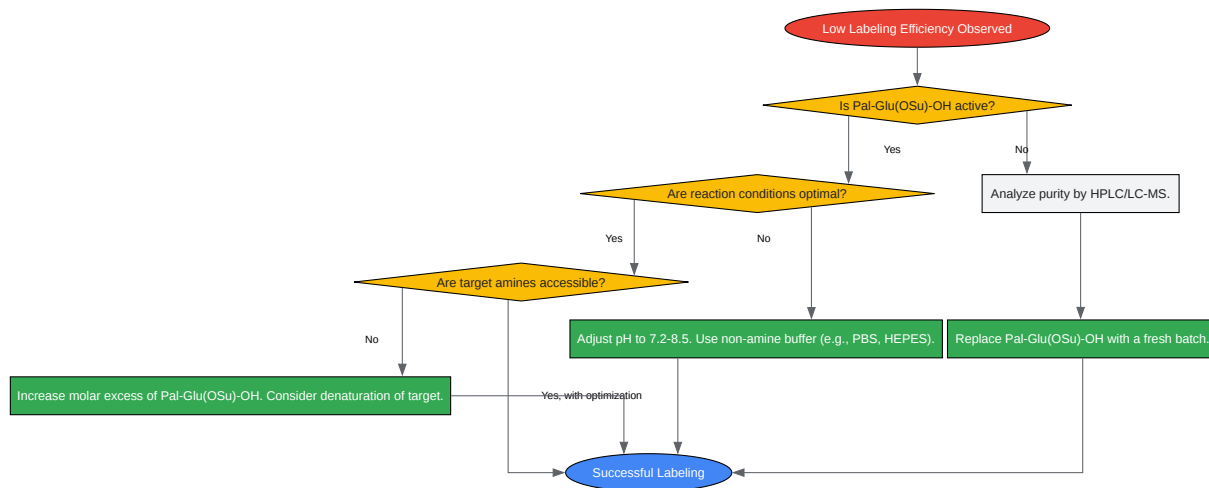 Low Labeling Efficiency Observed
Is Pal-Glu(OSu)-OH active?
Yes
No
Are reaction conditions optimal?
Analyze purity by HPLC/LC-MS.
Yes
No
Are target amines accessible?
No
Adjust pH to 7.2-8.5. Use non-amine buffer (e.g., PBS, HEPES).
Replace Pal-Glu(OSu)-OH with a fresh batch.
Increase molar excess of Pal-Glu(OSu)-OH. Consider denaturation of target.
Yes, with optimization
Successful Labeling